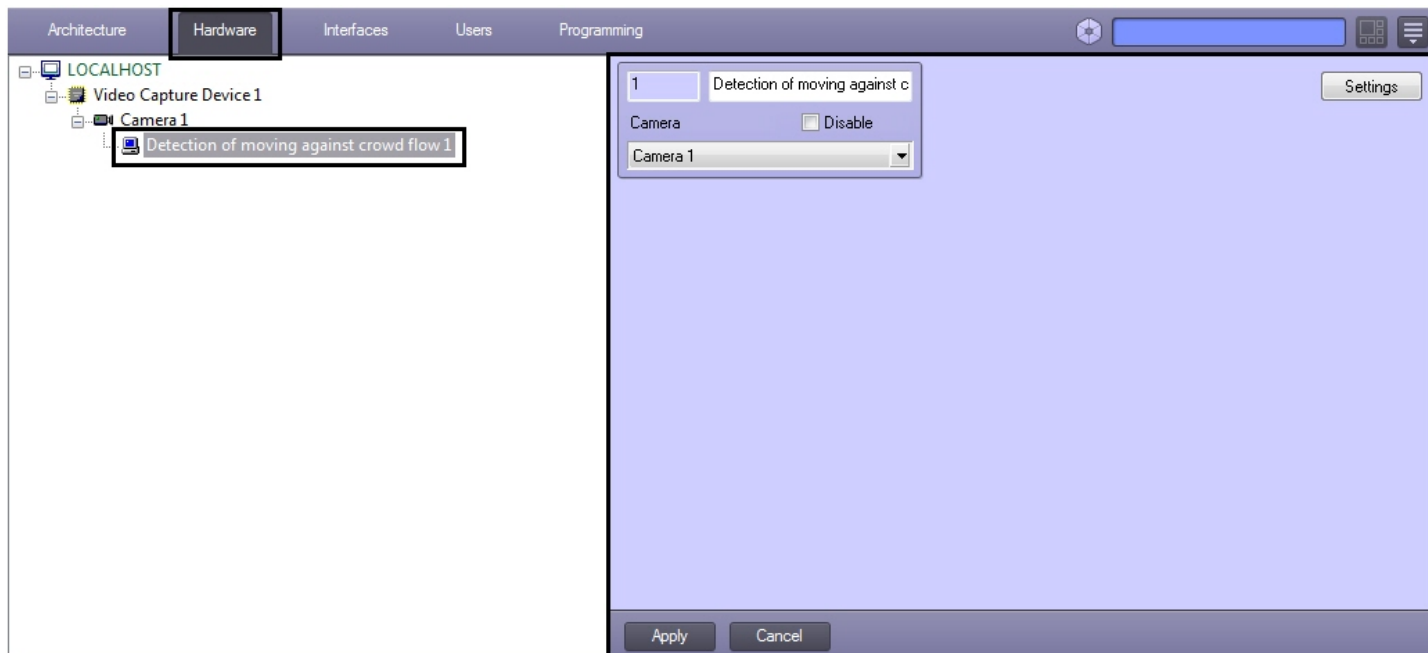 Architecture Hardware Interfaces Users Programming
LOCALHOST
Video Capture Device 1
Camera 1
Detection of moving against crowd flow 1
1 Detection of moving against c Settings
Camera Disable
Camera 1
Apply Cancel